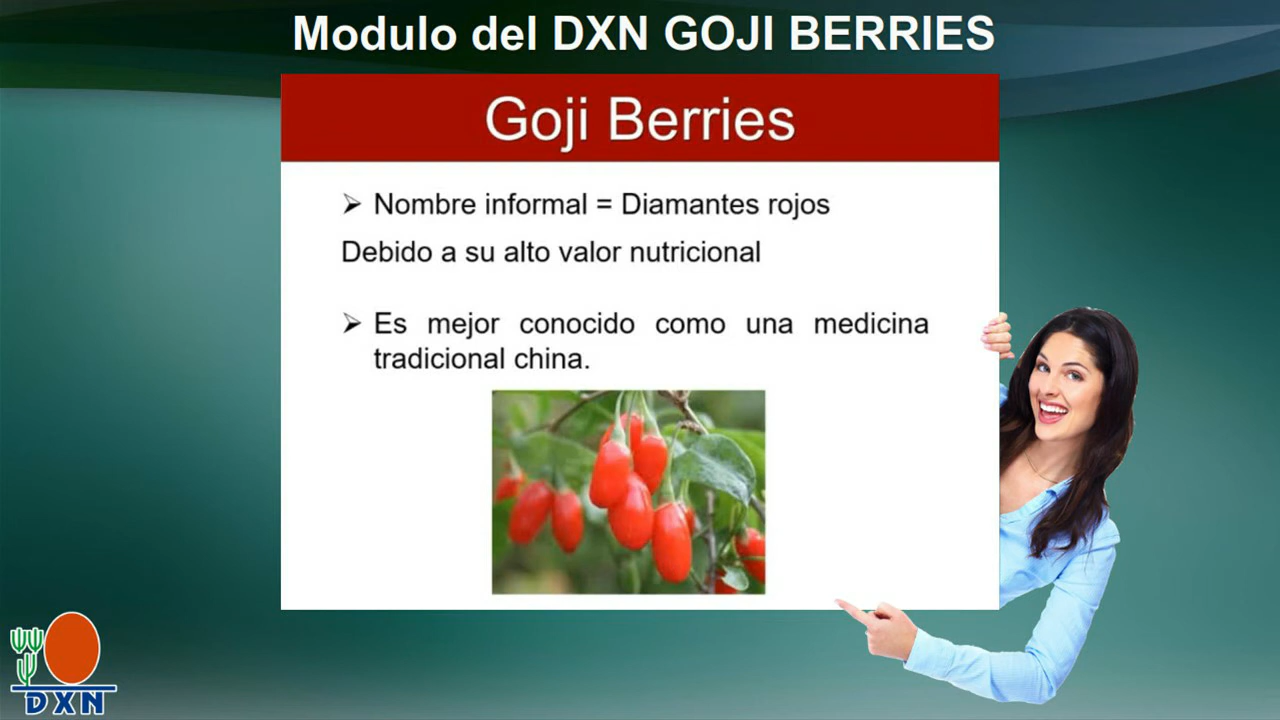 Modulo del DXN GOJI BERRIES
Goji Berries
➢ Nombre informal = Diamantes rojos
Debido a su alto valor nutricional
➢ Es mejor conocido como una medicina
tradicional china.
DXN